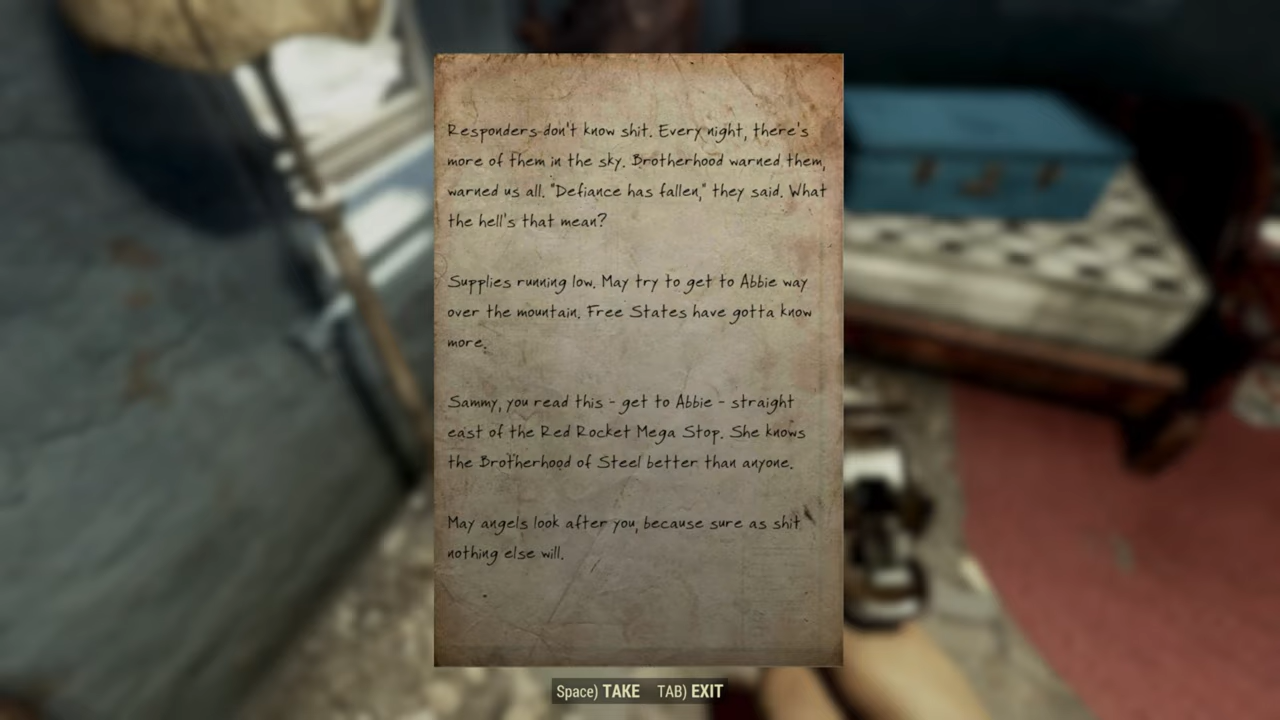 Responders don't know shit. Every night, there's
more of them in the sky. Brotherhood warned them,
warned us all. "Defiance has fallen," they said. What
the hell's that mean?
Supplies running low. May try to get to Abbie way
over the mountain. Free States have gotta know
more.
Sammy, you read this - get to Abbie - straight
east of the Red Rocket Mega Stop. She knows
the Brotherhood of Steel better than anyone.
May angels look after you, because sure as shit
nothing else will.
Space) TAKE TAB) EXIT